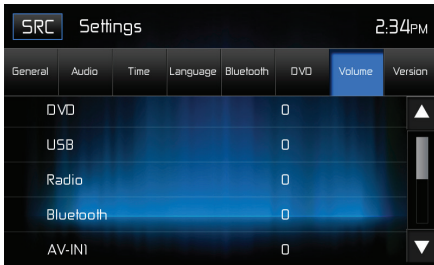 SRC Settings 2:34PM
General Audio Time Language Bluetooth DVD Volume Version
DVD 0
USB 0
Radio 0
Bluetooth 0
AV-IN1 0